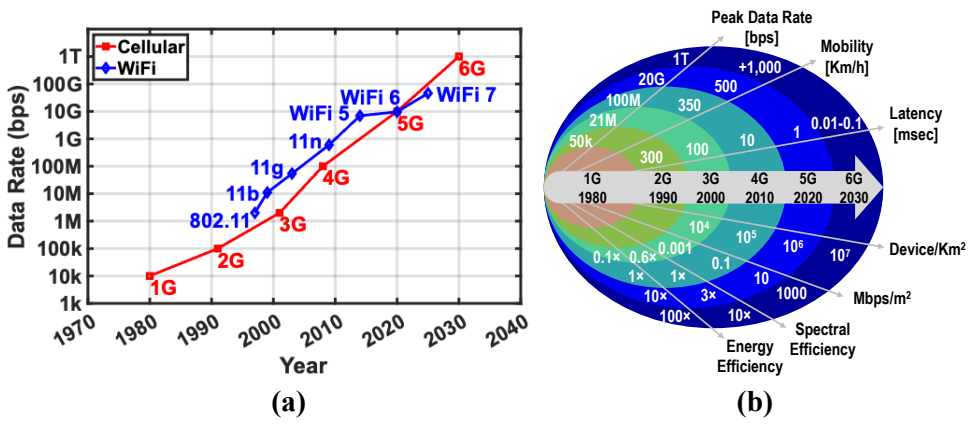 Cellular
WiFi
Data Rate (bps)
1T
100G
10G
1G
100M
10M
1M
100k
10k
1k
1970
1980
1990
2000
2010
2020
2030
2040
Year
1G
2G
3G
4G
5G
6G
802.11
11b
11g
11n
WiFi 5
WiFi 6
WiFi 7
(a)
Peak Data Rate
[bps]
Mobility
[Km/h]
Latency
[msec]
1T
+1,000
20G
500
100M
350
21M
50k
300
100
10
1
0.01-0.1
1G
2G
3G
4G
5G
6G
1980
1990
2000
2010
2020
2030
10⁴
10⁵
10⁶
10⁷
0.1×
0.6×
0.001
0.1
1×
1×
10
10×
3×
1000
100×
10×
Device/Km²
Mbps/m²
Spectral
Efficiency
Energy
Efficiency
(b)